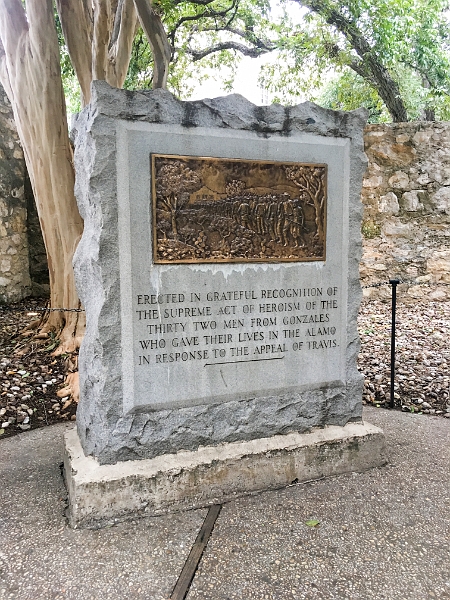 ERECTED IN GRATEFUL RECOGNITION OF
THE SUPREME ACT OF HEROISM OF THE
THIRTY TWO MEN FROM GONZALES
WHO GAVE THEIR LIVES IN THE ALAMO
IN RESPONSE TO THE APPEAL OF TRAVIS.